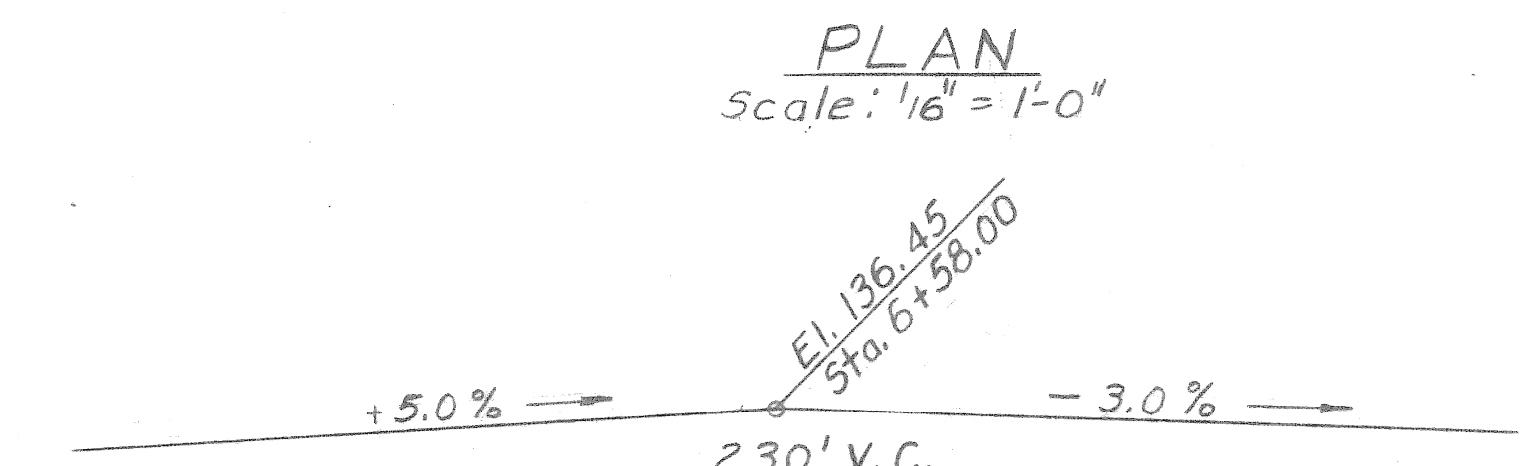 PLAN
Scale: 1/16" = 1'-0"
El. 136.45
Sta. 6+58.00
+5.0%
- 3.0%
230' V.C.